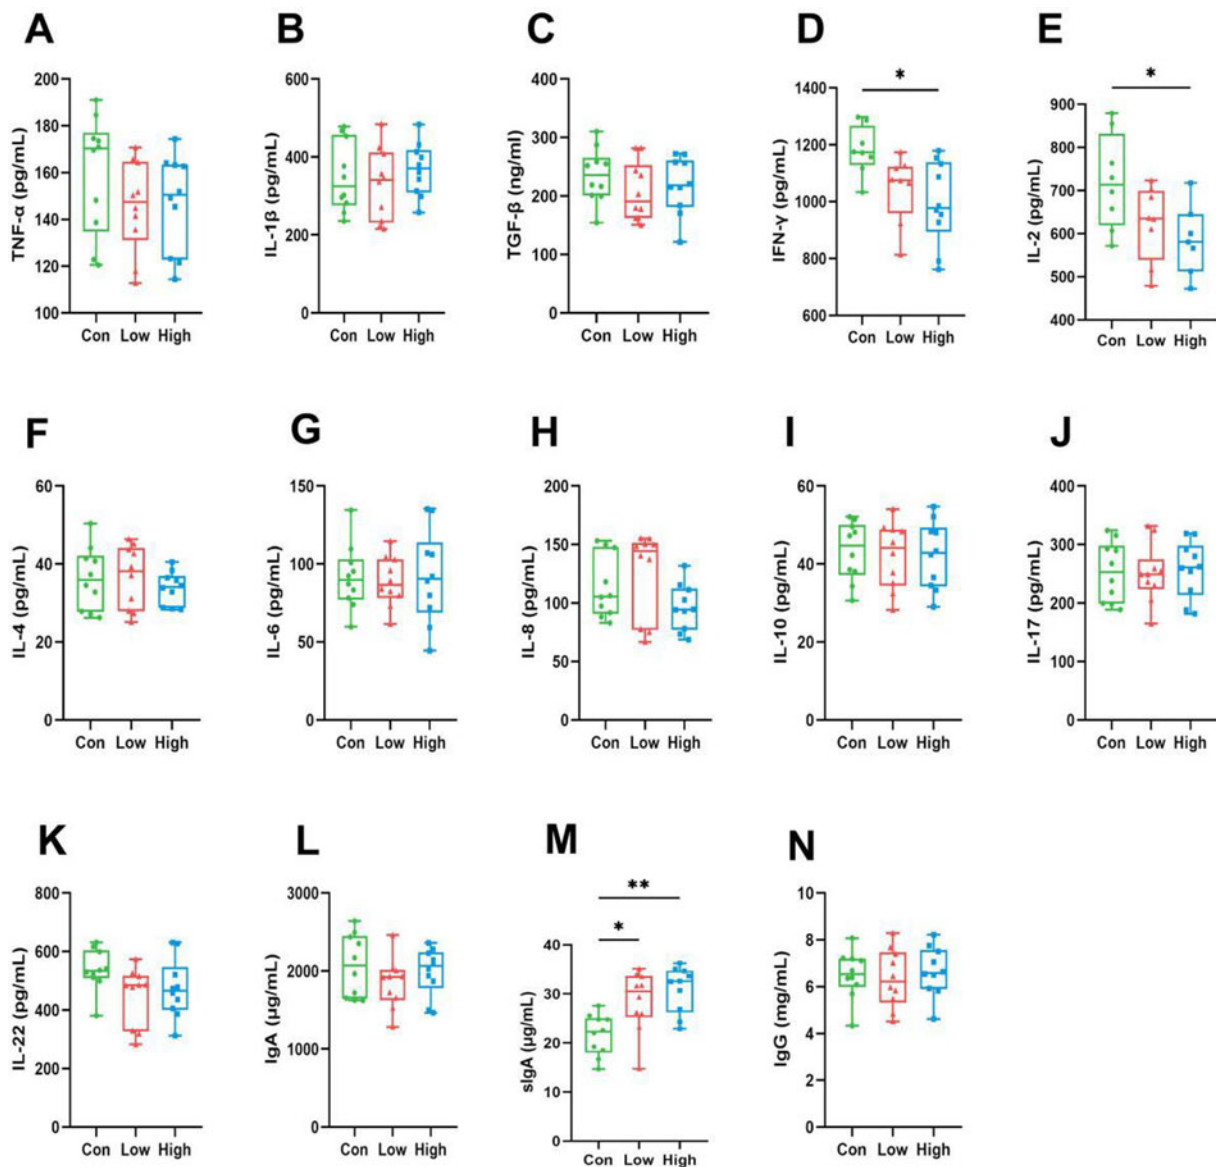 A
B
C
D
E
TNF-α (pg/mL)
200
180
160
140
120
100
Con Low High
IL-1β (pg/mL)
600
400
200
0
Con Low High
TGF-β (ng/ml)
400
300
200
100
0
Con Low High
IFN-γ (pg/mL)
1400
1200
1000
800
600
*
Con Low High
IL-2 (pg/mL)
900
800
700
600
500
400
*
Con Low High
F
G
H
I
J
IL-4 (pg/mL)
60
40
20
0
Con Low High
IL-6 (pg/mL)
150
100
50
0
Con Low High
IL-8 (pg/mL)
200
150
100
50
0
Con Low High
IL-10 (pg/mL)
60
40
20
0
Con Low High
IL-17 (pg/mL)
400
300
200
100
0
Con Low High
K
L
M
N
IL-22 (pg/mL)
800
600
400
200
0
Con Low High
IgA (μg/mL)
3000
2000
1000
0
Con Low High
sIgA (μg/mL)
40
30
20
10
0
**
*
Con Low High
IgG (mg/mL)
10
8
6
4
2
0
Con Low High